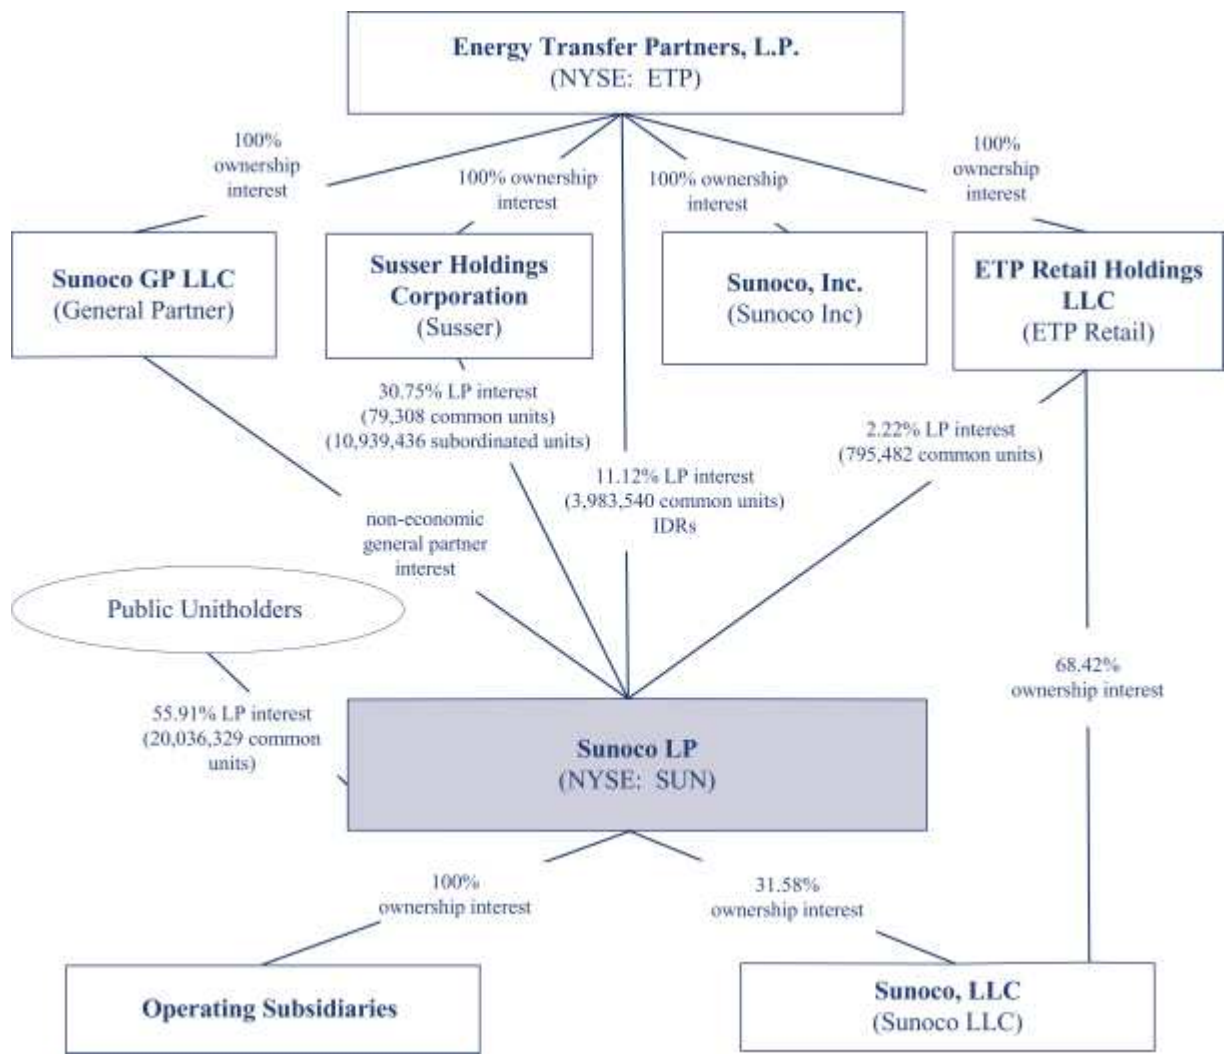 Energy Transfer Partners, L.P.
(NYSE: ETP)
100%
ownership
interest
100% ownership
interest
100% ownership
interest
100%
ownership
interest
Sunoco GP LLC
(General Partner)
Susser Holdings
Corporation
(Susser)
Sunoco, Inc.
(Sunoco Inc)
ETP Retail Holdings
LLC
(ETP Retail)
30.75% LP interest
(79,308 common units)
(10,939,436 subordinated units)
11.12% LP interest
(3,983,540 common units)
IDRs
2.22% LP interest
(795,482 common units)
non-economic
general partner
interest
Public Unitholders
68.42%
ownership interest
55.91% LP interest
(20,036,329 common
units)
Sunoco LP
(NYSE: SUN)
100%
ownership interest
31.58%
ownership interest
Operating Subsidiaries
Sunoco, LLC
(Sunoco LLC)